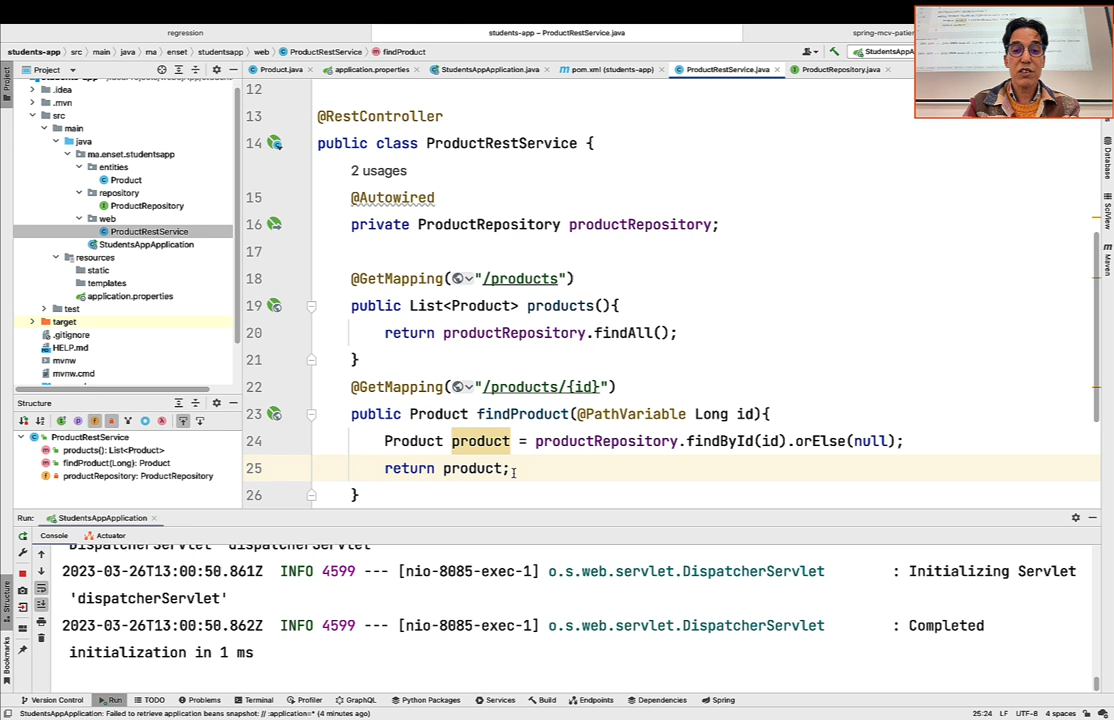 regression
students-app – ProductRestService.java
spring-mcv-patie
students-app › src › main › java › ma › enset › studentsapp › web › ProductRestService › findProduct
StudentsAp
Project
Product.java
application.properties
StudentsAppApplication.java
pom.xml (students-app)
ProductRestService.java
ProductRepository.java
Project
.idea
.mvn
src
main
java
ma.enset.studentsapp
entities
Product
repository
ProductRepository
web
ProductRestService
StudentsAppApplication
resources
static
templates
application.properties
test
target
.gitignore
HELP.md
mvnw
mvnw.cmd
Structure
ProductRestService
products(): List<Product>
findProduct(Long): Product
productRepository: ProductRepository
12
13 @RestController
14 public class ProductRestService {
2 usages
15 @Autowired
16 private ProductRepository productRepository;
17
18 @GetMapping("/products")
19 public List<Product> products(){
20 return productRepository.findAll();
21 }
22 @GetMapping("/products/{id}")
23 public Product findProduct(@PathVariable Long id){
24 Product product = productRepository.findById(id).orElse(null);
25 return product;
26 }
Database
SciView
Maven
Run: StudentsAppApplication
Console Actuator
DispatcherServlet 'dispatcherServlet'
2023-03-26T13:00:50.861Z INFO 4599 --- [nio-8085-exec-1] o.s.web.servlet.DispatcherServlet : Initializing Servlet
'dispatcherServlet'
2023-03-26T13:00:50.862Z INFO 4599 --- [nio-8085-exec-1] o.s.web.servlet.DispatcherServlet : Completed
initialization in 1 ms
Structure
Bookmarks
Version Control Run TODO Problems Terminal Profiler GraphQL Python Packages Services Build Endpoints Dependencies Spring
StudentsAppApplication: Failed to retrieve application beans snapshot: // :application=* (4 minutes ago)
25:24 LF UTF-8 4 spaces